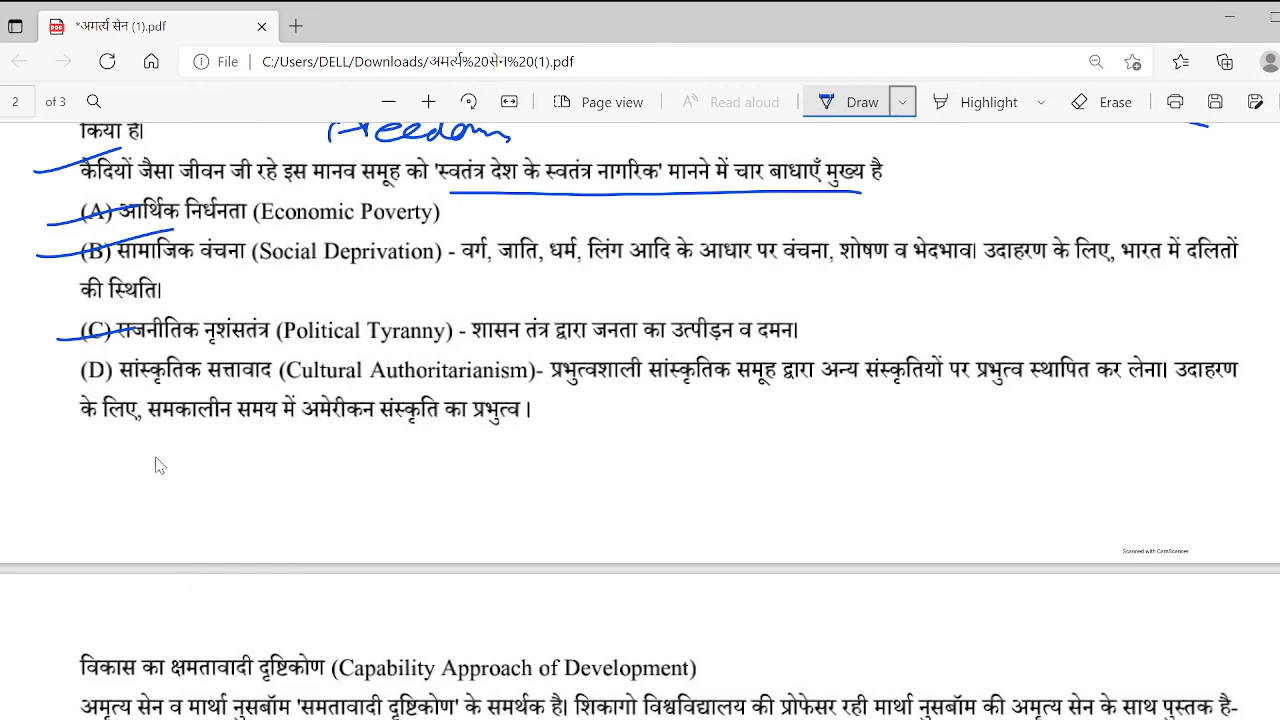 *अमर्त्य सेन (1).pdf
File C:/Users/DELL/Downloads/अमर्त्य%20सेन%20(1).pdf
2 of 3 Page view Read aloud Draw Highlight Erase
किया है।
Freedom
कैदियों जैसा जीवन जी रहे इस मानव समूह को 'स्वतंत्र देश के स्वतंत्र नागरिक' मानने में चार बाधाएँ मुख्य है
(A) आर्थिक निर्धनता (Economic Poverty)
(B) सामाजिक वंचना (Social Deprivation) - वर्ग, जाति, धर्म, लिंग आदि के आधार पर वंचना, शोषण व भेदभाव। उदाहरण के लिए, भारत में दलितों
की स्थिति।
(C) राजनीतिक नृशंसतंत्र (Political Tyranny) - शासन तंत्र द्वारा जनता का उत्पीड़न व दमन।
(D) सांस्कृतिक सत्तावाद (Cultural Authoritarianism)- प्रभुत्वशाली सांस्कृतिक समूह द्वारा अन्य संस्कृतियों पर प्रभुत्व स्थापित कर लेना। उदाहरण
के लिए, समकालीन समय में अमेरीकन संस्कृति का प्रभुत्व ।
Scanned with CamScanner
विकास का क्षमतावादी दृष्टिकोण (Capability Approach of Development)
अमृत्य सेन व मार्था नुसबॉम 'समतावादी दृष्टिकोण' के समर्थक है। शिकागो विश्वविद्यालय की प्रोफेसर रही मार्था नुसबॉम की अमृत्य सेन के साथ पुस्तक है-